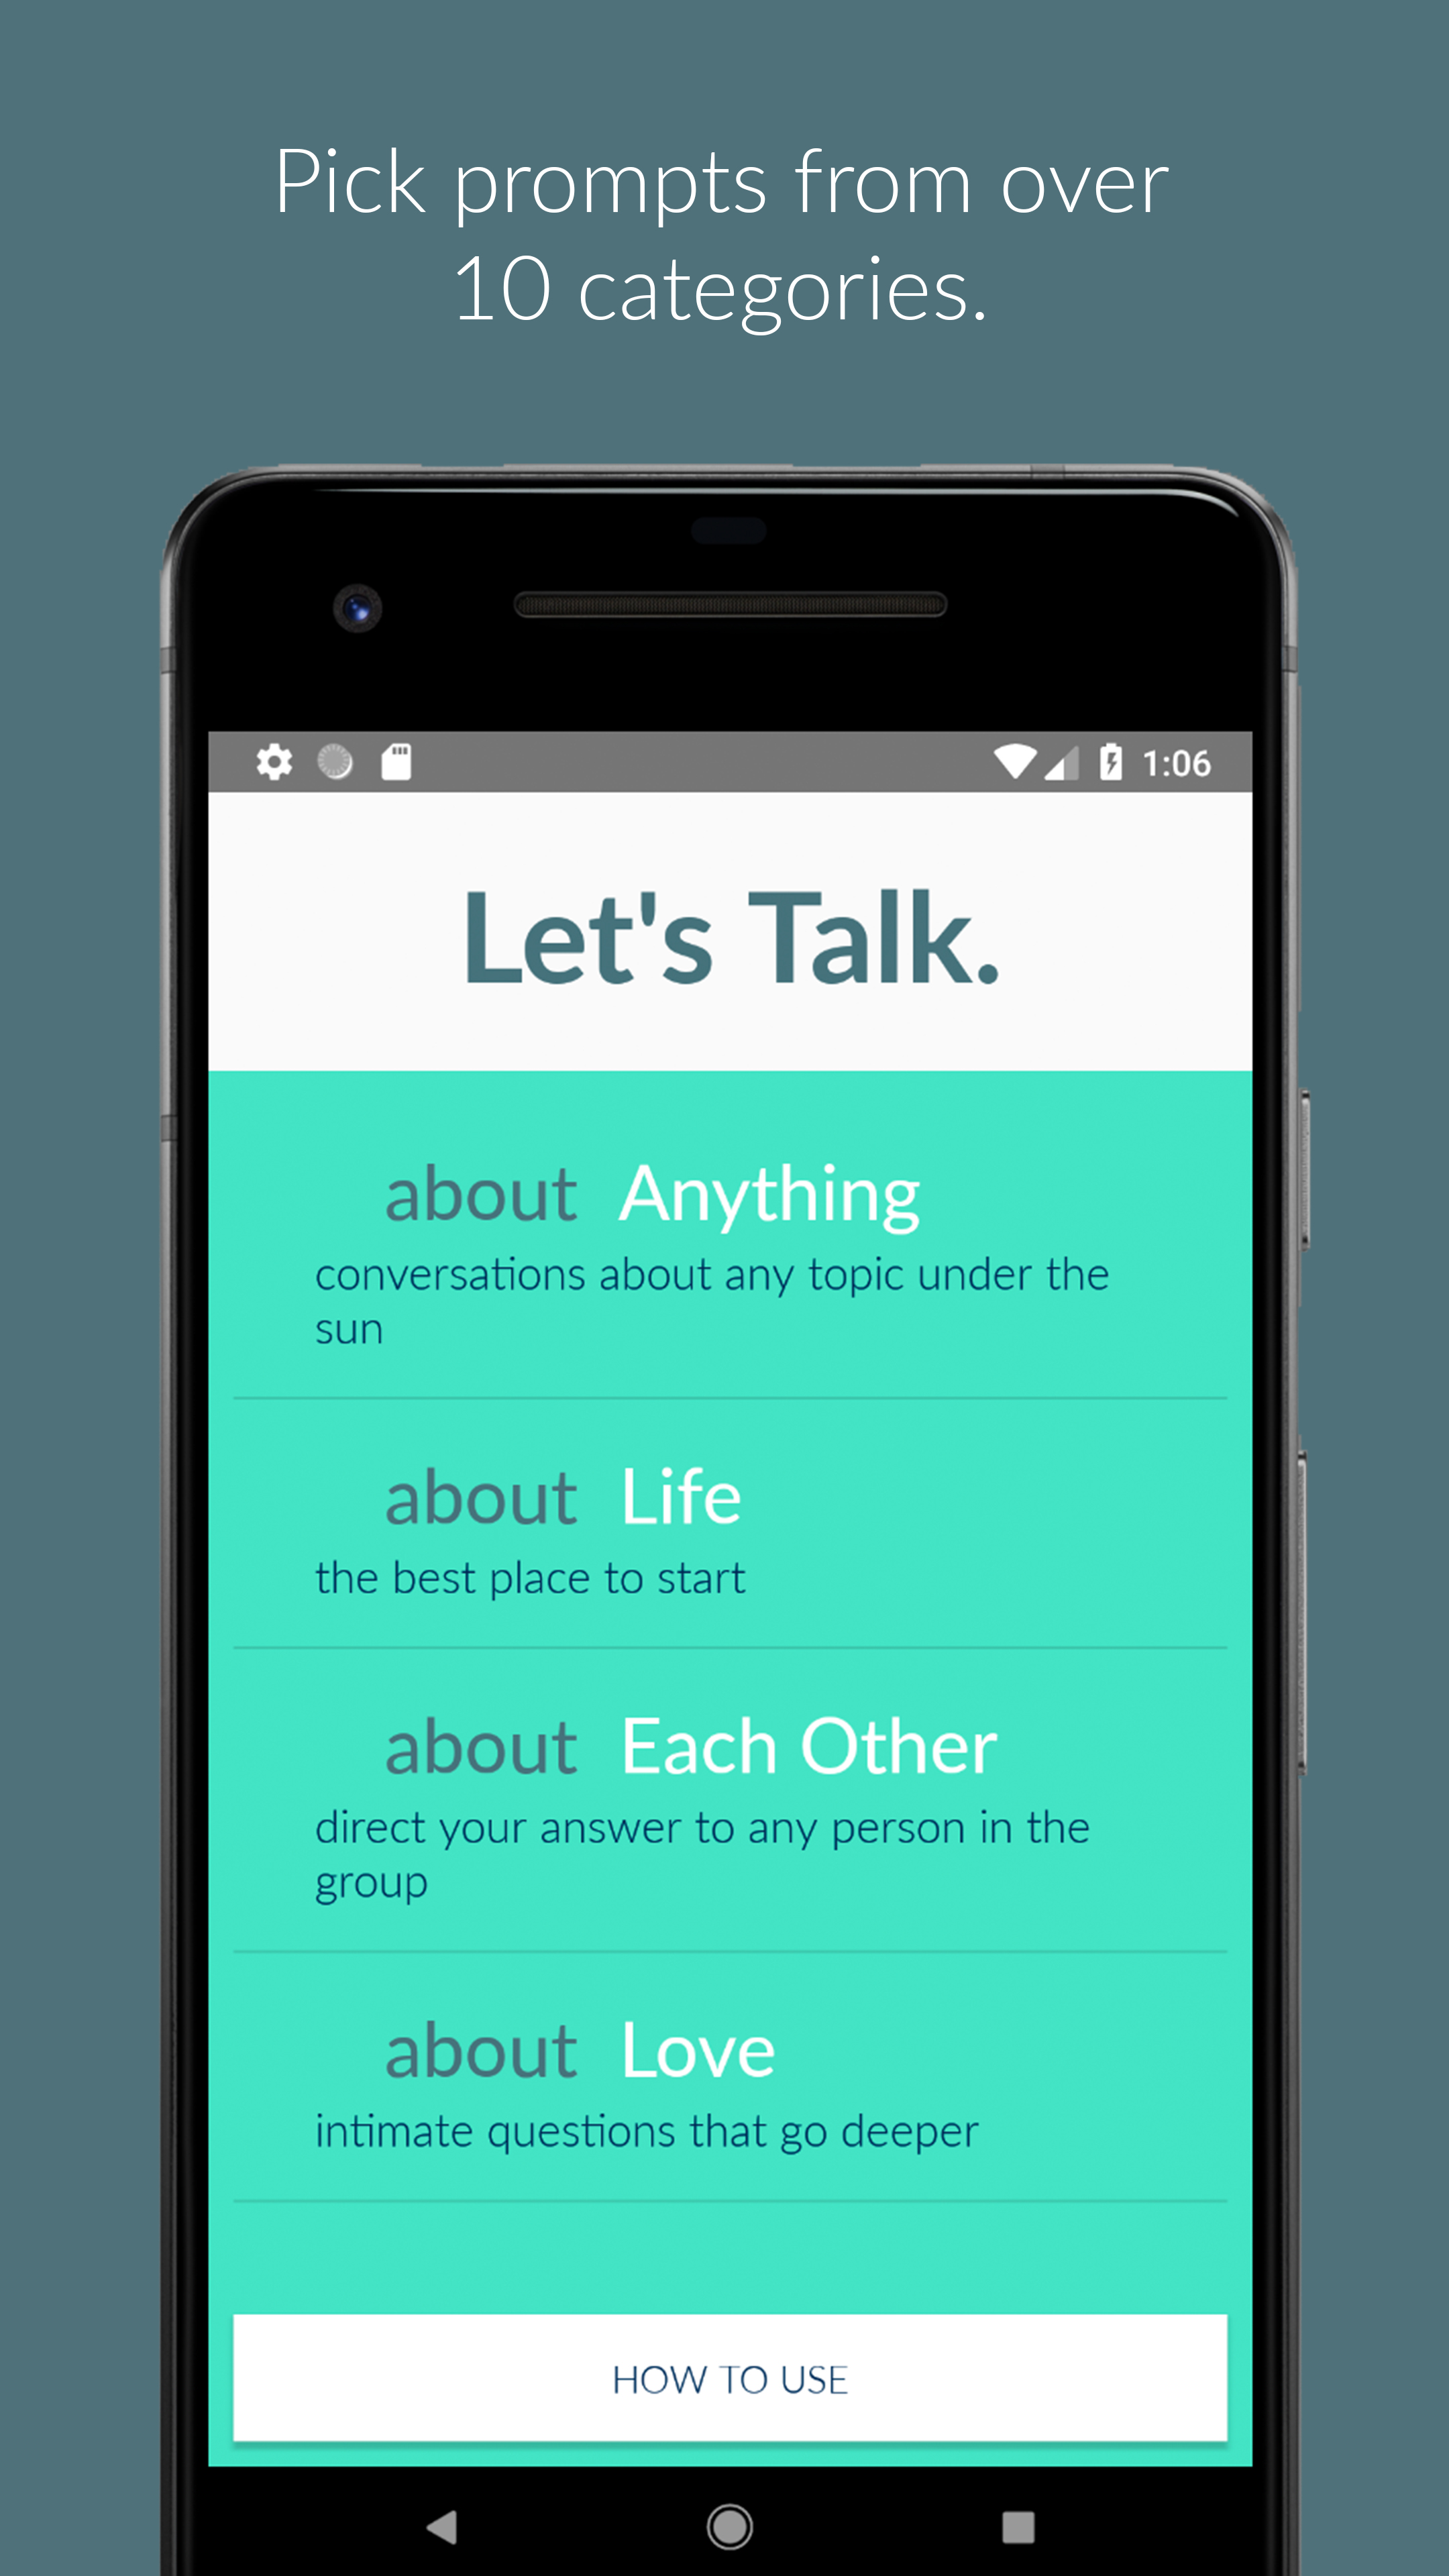 Pick prompts from over
10 categories.
1:06
Let's Talk.
about Anything
conversations about any topic under the
sun
about Life
the best place to start
about Each Other
direct your answer to any person in the
group
about Love
intimate questions that go deeper
HOW TO USE